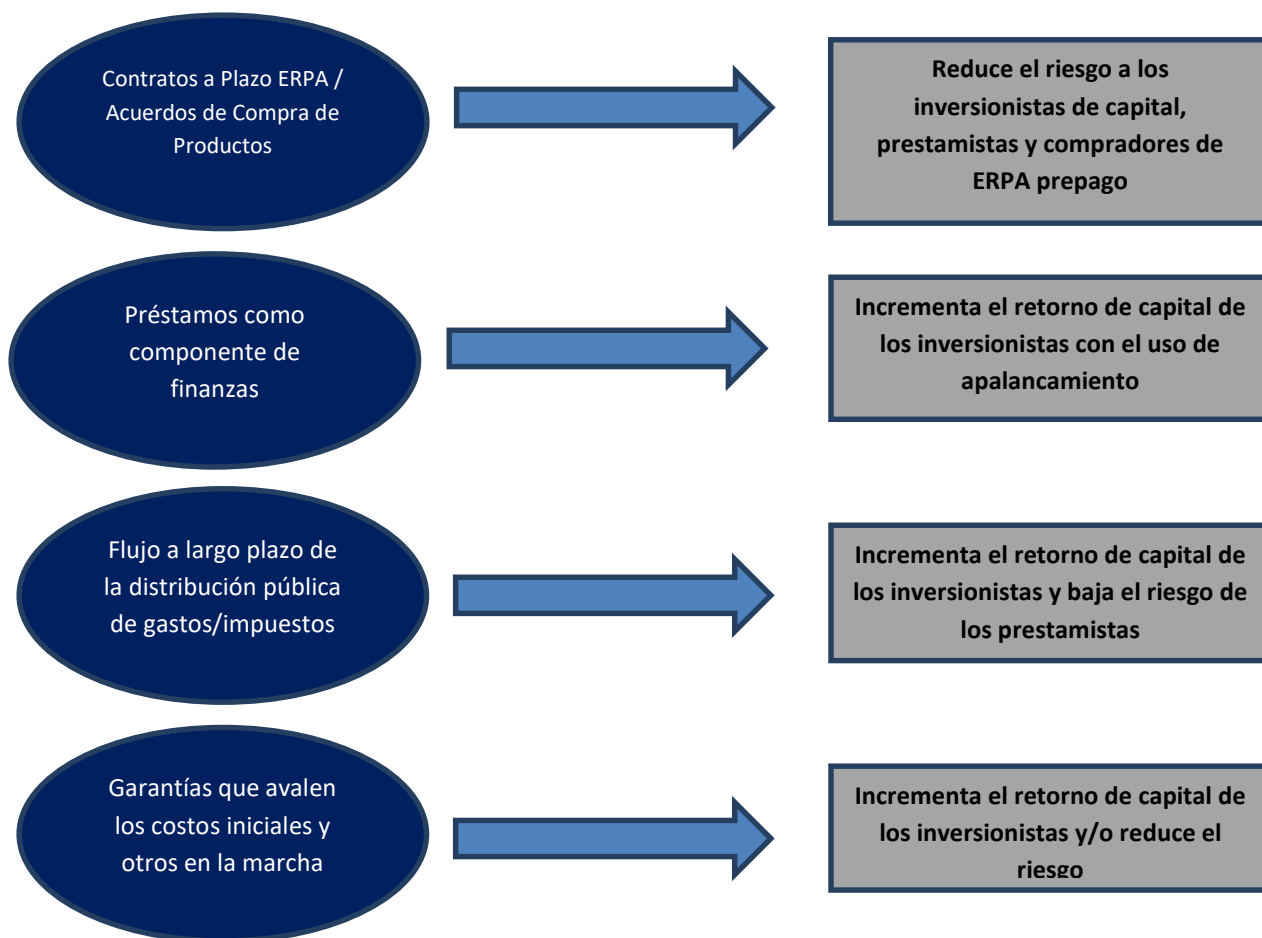 Contratos a Plazo ERPA /
Acuerdos de Compra de
Productos
Reduce el riesgo a los
inversionistas de capital,
prestamistas y compradores de
ERPA prepago
Préstamos como
componente de
finanzas
Incrementa el retorno de capital de
los inversionistas con el uso de
apalancamiento
Flujo a largo plazo de
la distribución pública
de gastos/impuestos
Incrementa el retorno de capital de
los inversionistas y baja el riesgo de
los prestamistas
Garantías que avalen
los costos iniciales y
otros en la marcha
Incrementa el retorno de capital de
los inversionistas y/o reduce el
riesgo